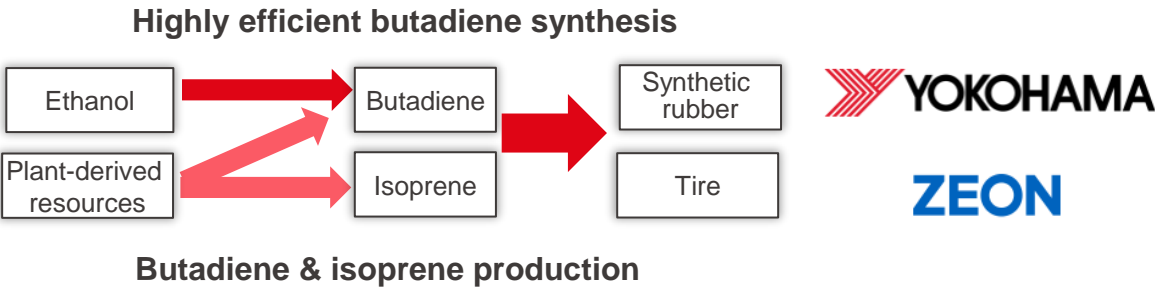 Highly efficient butadiene synthesis
Ethanol
Butadiene
Synthetic
rubber
YOKOHAMA
Plant-derived
resources
Isoprene
Tire
ZEON
Butadiene & isoprene production